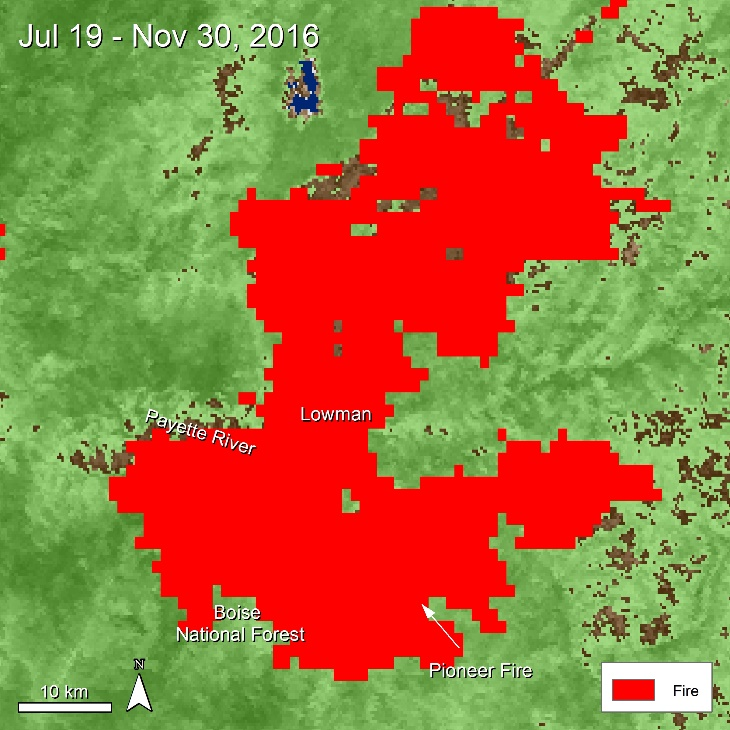 Jul 19 - Nov 30, 2016
Lowman
Payette River
Boise
National Forest
Pioneer Fire
10 km
N
Fire